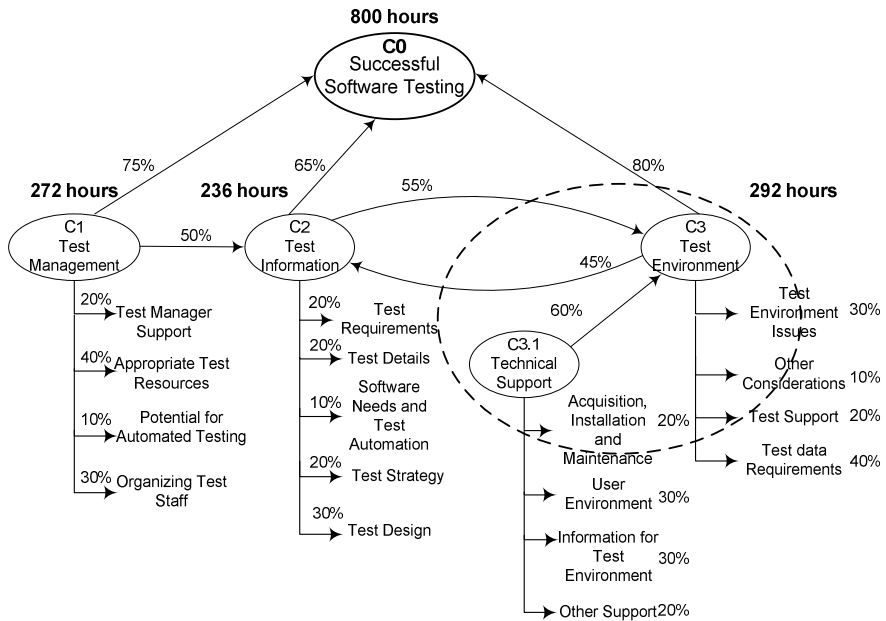 800 hours
C0
Successful
Software Testing
75%
65%
80%
272 hours
236 hours
55%
292 hours
C1
Test
Management
50%
C2
Test
Information
45%
C3
Test
Environment
60%
20%
Test Manager
Support
40%
Appropriate Test
Resources
10%
Potential for
Automated Testing
30%
Organizing Test
Staff
20%
Test
Requirements
20%
Test Details
10%
Software
Needs and
Test
Automation
20%
Test Strategy
30%
Test Design
C3.1
Technical
Support
Acquisition,
Installation
and
Maintenance
20%
User
Environment
30%
Information for
Test
Environment
30%
Other Support
20%
Test
Environment
Issues
30%
Other
Considerations
10%
Test Support
20%
Test data
Requirements
40%